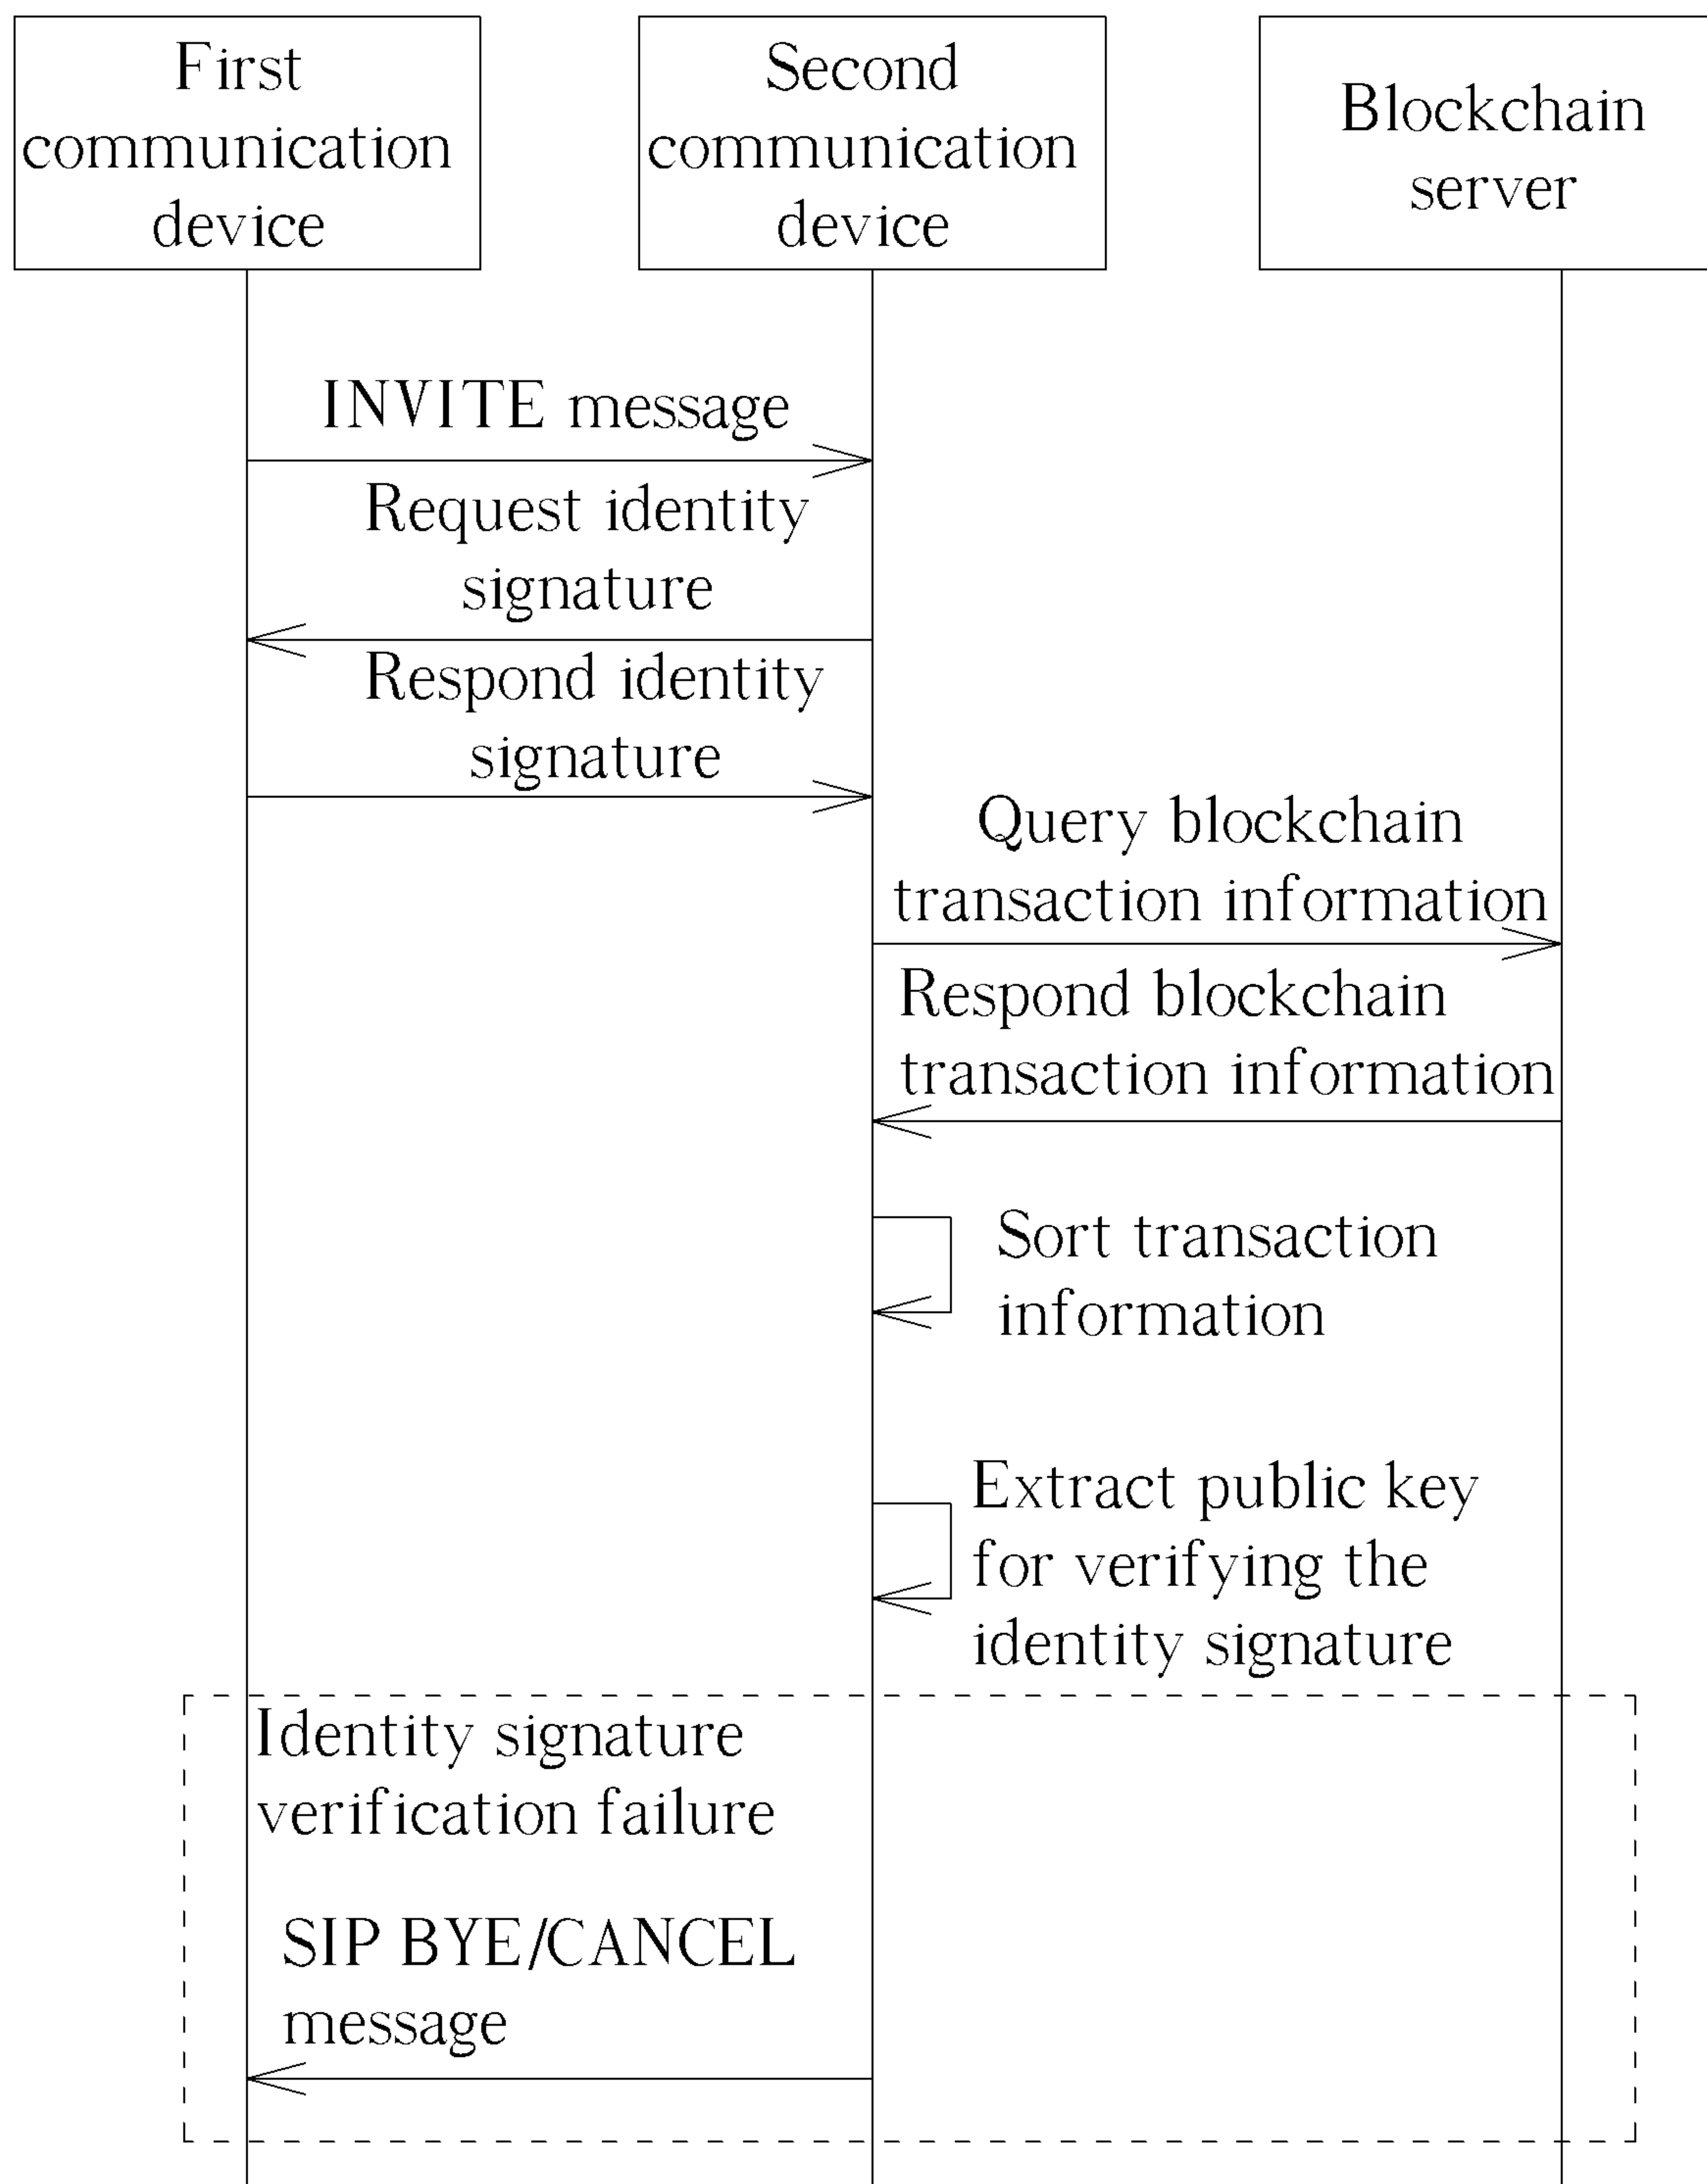 First
communication
device
Second
communication
device
Blockchain
server
INVITE message
Request identity
signature
Respond identity
signature
Query blockchain
transaction information
Respond blockchain
transaction information
Sort transaction
information
Extract public key
for verifying the
identity signature
Identity signature
verification failure
SIP BYE/CANCEL
message